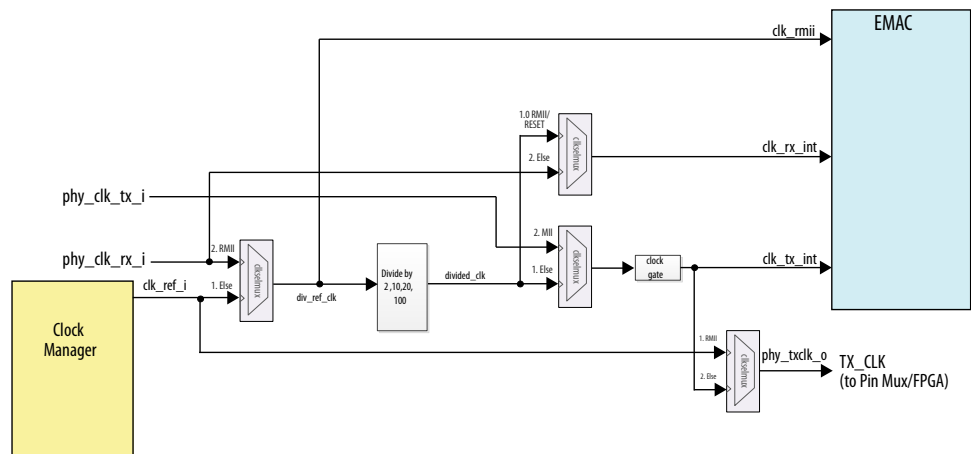 EMAC
clk_rmii
1.0 RMII/
RESET
clkselmux
clk_rx_int
2. Else
phy_clk_tx_i
2. MII
clkselmux
phy_clk_rx_i
2. RMII
clkselmux
clock
gate
clk_tx_int
1. Else
Divide by
2 ,10,20,
100
divided_clk
clk_ref_i
1. Else
div_ref_clk
Clock
Manager
1. RMII
clkselmux
phy_txclk_o
TX_CLK
(to Pin Mux/FPGA)
2. Else